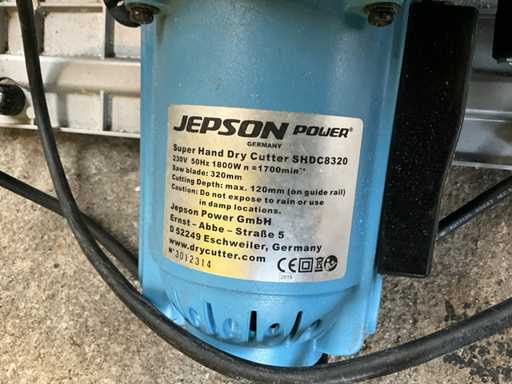 JEPSON POWER®
GERMANY
Super Hand Dry Cutter SHDC8320
230V 50Hz 1800W n =1700min⁻¹
Saw blade: 320mm
Cutting Depth: max. 120mm (on guide rail)
Caution: Do not expose to rain or use
in damp locations.
Jepson Power GmbH
Ernst - Abbe - Straße 5
D 52249 Eschweiler, Germany
www.drycutter.com
N° 3012314
CE